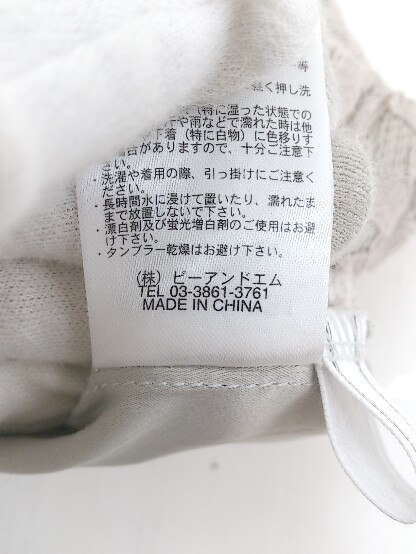 等
軽く押し洗
(特に湿った状態での
や雨などで濡れた時は他
下着(特に白物)に色移りす
場合がありますので、十分ご注意下
さい。
・洗濯や着用の際、引っ掛けにご注意く
ださい。
・長時間水に浸けて置いたり、濡れたま
まで放置しないで下さい。
・漂白剤及び蛍光増白剤のご使用はお避
け下さい。
・タンブラー乾燥はお避け下さい。
(株) ビーアンドエム
TEL 03-3861-3761
MADE IN CHINA